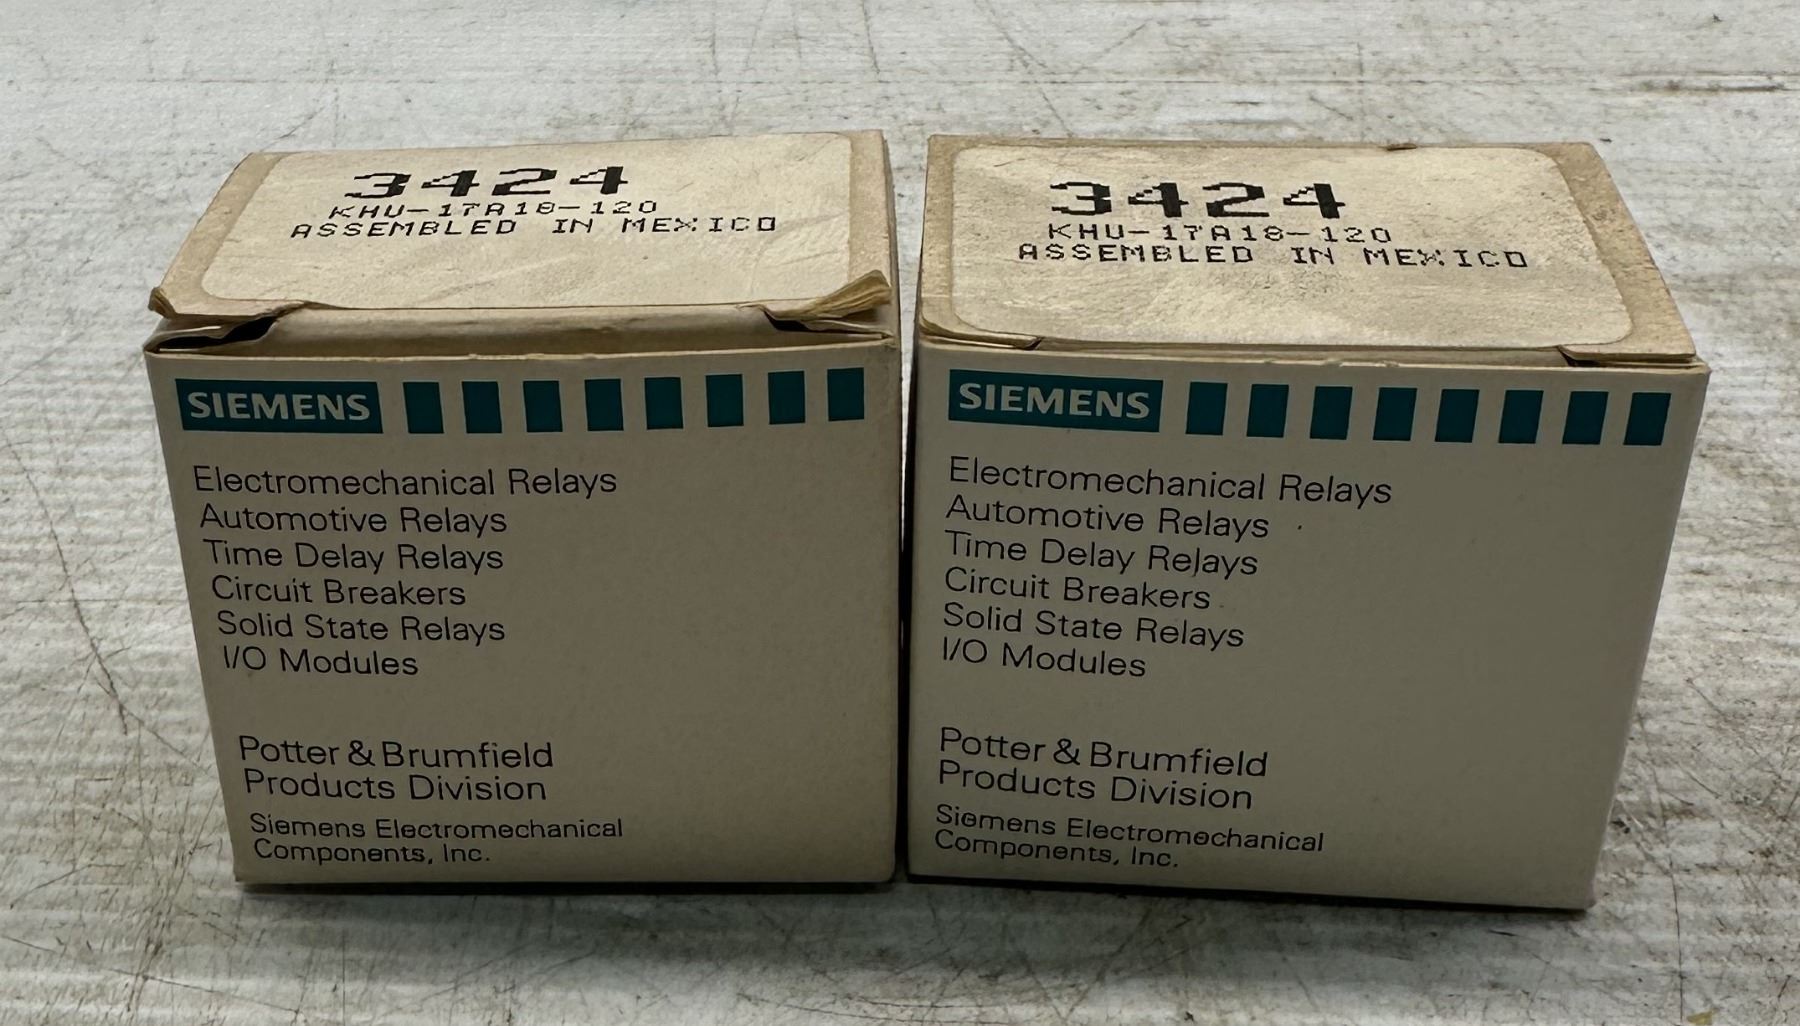 3424
KHU-17A18-120
ASSEMBLED IN MEXICO
SIEMENS
Electromechanical Relays
Automotive Relays
Time Delay Relays
Circuit Breakers
Solid State Relays
I/O Modules
Potter & Brumfield
Products Division
Siemens Electromechanical
Components, Inc.
3424
KHU-17A18-120
ASSEMBLED IN MEXICO
SIEMENS
Electromechanical Relays
Automotive Relays
Time Delay Relays
Circuit Breakers
Solid State Relays
I/O Modules
Potter & Brumfield
Products Division
Siemens Electromechanical
Components, Inc.